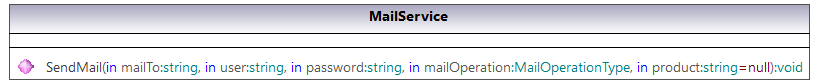 MailService
SendMail(in mailTo:string, in user:string, in password:string, in mailOperation:MailOperationType, in product:string=null):void